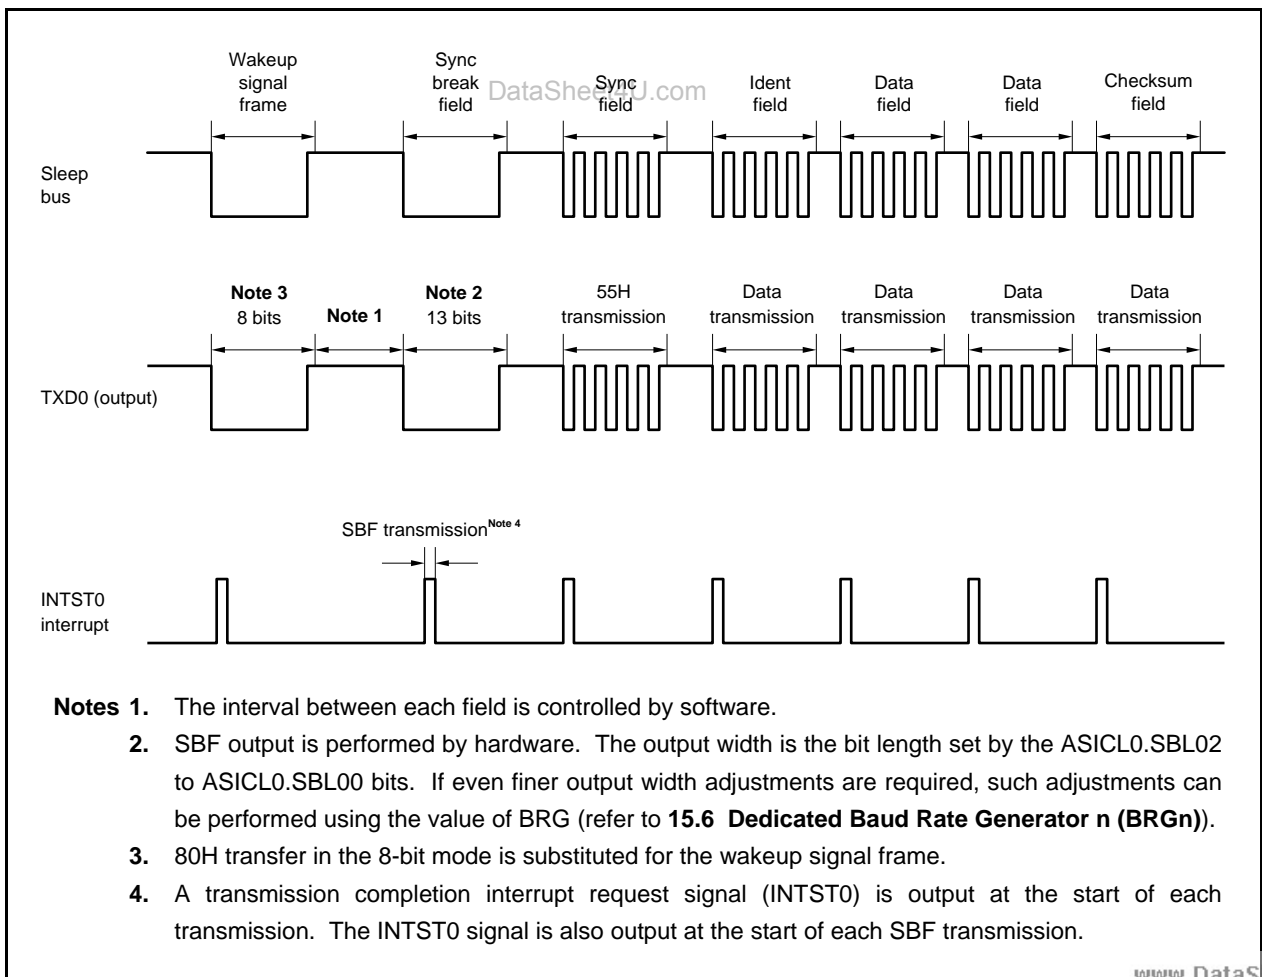 Wakeup signal frame
Sync break field
DataSheet4U.com
Sync field
Ident field
Data field
Data field
Checksum field
Sleep bus
Note 3
8 bits
Note 1
Note 2
13 bits
55H transmission
Data transmission
Data transmission
Data transmission
Data transmission
TXD0 (output)
SBF transmission Note 4
INTST0 interrupt
Notes 1. The interval between each field is controlled by software.
2. SBF output is performed by hardware. The output width is the bit length set by the ASICL0.SBL02
to ASICL0.SBL00 bits. If even finer output width adjustments are required, such adjustments can
be performed using the value of BRG (refer to 15.6 Dedicated Baud Rate Generator n (BRGn)).
3. 80H transfer in the 8-bit mode is substituted for the wakeup signal frame.
4. A transmission completion interrupt request signal (INTST0) is output at the start of each
transmission. The INTST0 signal is also output at the start of each SBF transmission.
www.DataS